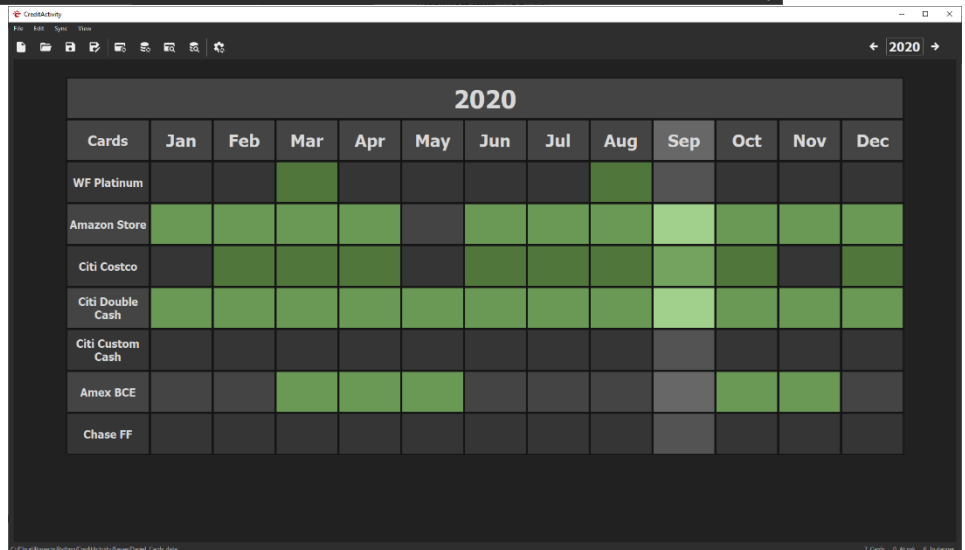 CreditActivity
File Edit Sync View
2020
2020
Cards Jan Feb Mar Apr May Jun Jul Aug Sep Oct Nov Dec
WF Platinum
Amazon Store
Citi Costco
Citi Double
Cash
Citi Custom
Cash
Amex BCE
Chase FF